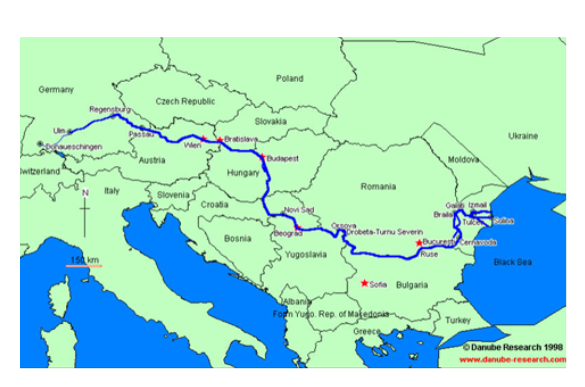 Poland
Germany
Czech Republic
Regensburg
Slovakia
Ulm
Passau
Ukraine
Donaueschingen
Wien
Bratislava
Austria
Budapest
Moldova
witzerland
Hungary
Italy
Slovenia
Romania
N
Croatia
Novi Sad
Galati
Izmail
Braila
Tulcea
Sulina
Orsova
Beograd
Drobeta-Turnu Severin
Bosnia
Bucuresti
Cernavoda
Yugoslavia
Ruse
150 km
Black Sea
Sofia
Bulgaria
Albania
Form Yugo. Rep. of Macedonia
Turkey
Greece
© Danube Research 1998
www.danube-research.com